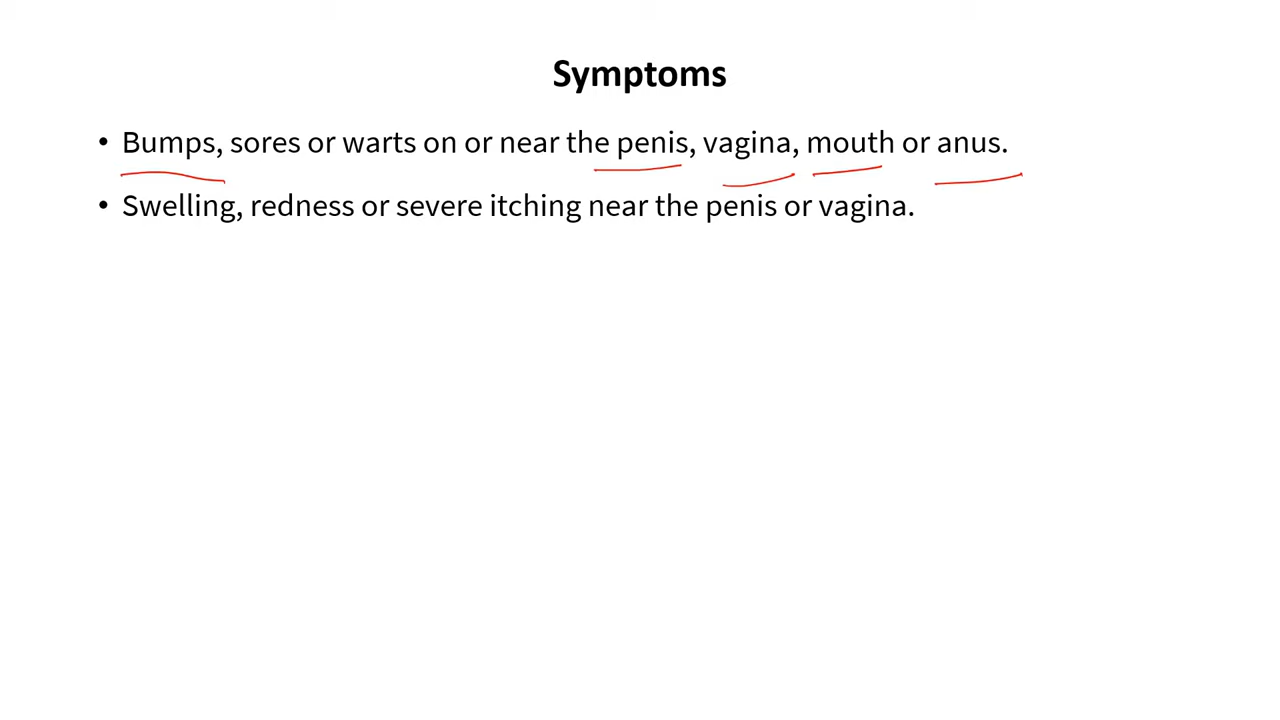 Symptoms
• Bumps, sores or warts on or near the penis, vagina, mouth or anus.
• Swelling, redness or severe itching near the penis or vagina.